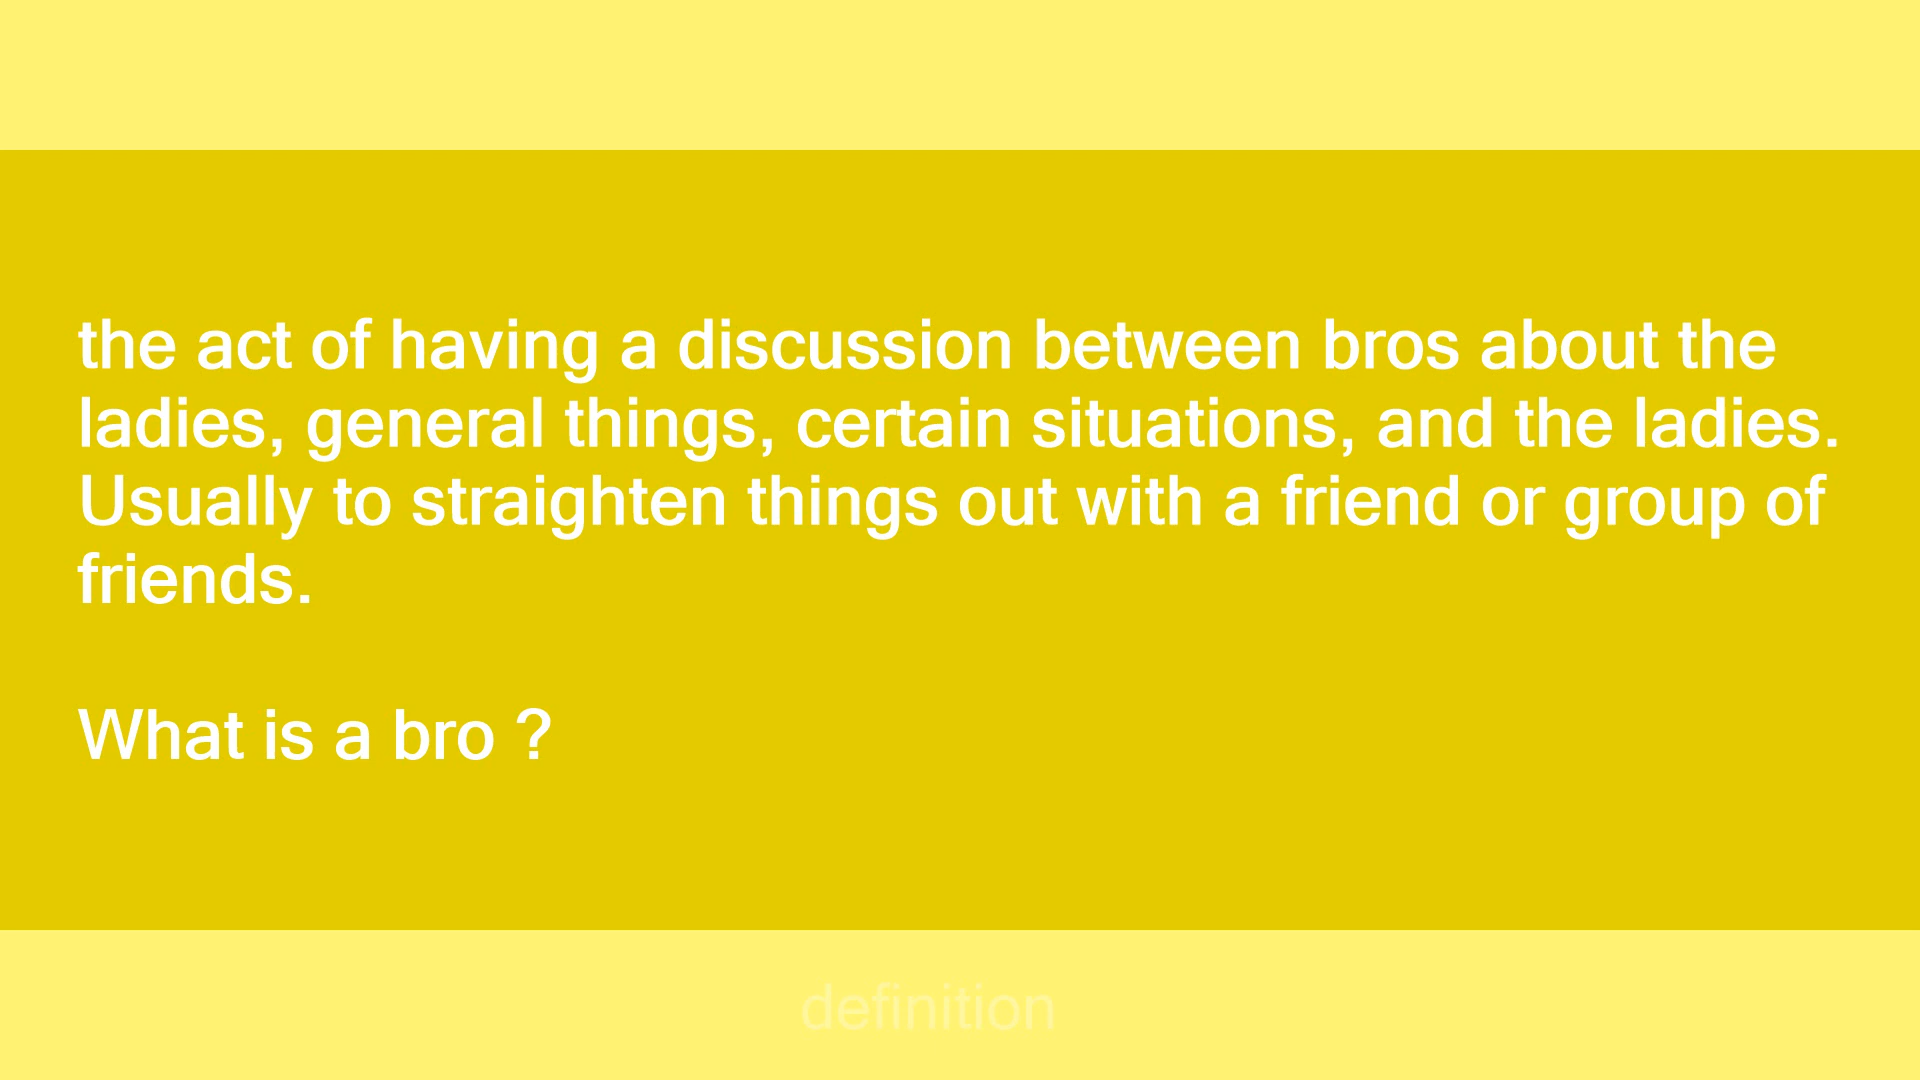 the act of having a discussion between bros about the
ladies, general things, certain situations, and the ladies.
Usually to straighten things out with a friend or group of
friends.
What is a bro ?
definition